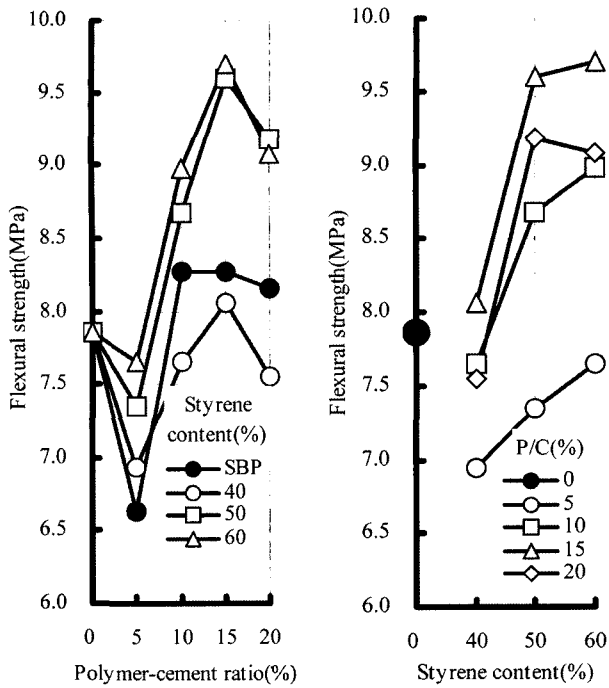 10.0
9.5
9.0
8.5
8.0
7.5
7.0
6.5
6.0
Flexural strength(MPa)
0 5 10 15 20
Polymer-cement ratio(%)
Styrene
content(%)
SBP
40
50
60
10.0
9.5
9.0
8.5
8.0
7.5
7.0
6.5
6.0
Flexural strength(MPa)
0 40 50 60
Styrene content(%)
P/C(%)
0
5
10
15
20